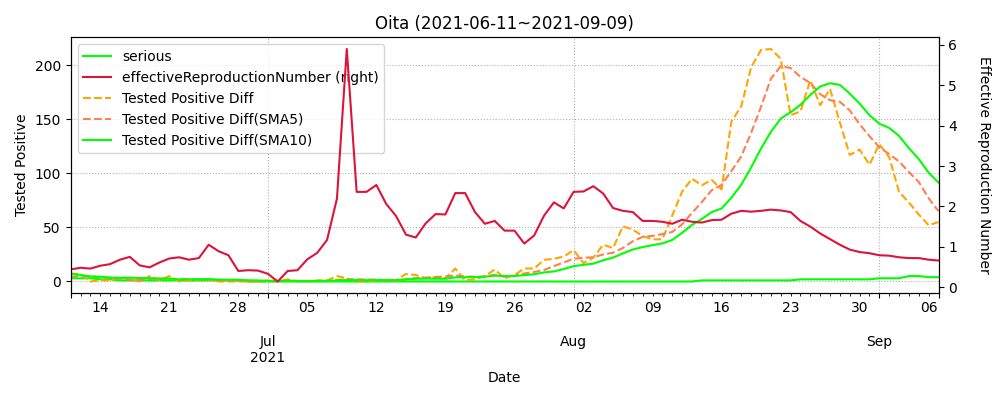 Oita (2021-06-11~2021-09-09)
serious
effectiveReproductionNumber (right)
Tested Positive Diff
Tested Positive Diff(SMA5)
Tested Positive Diff(SMA10)
Tested Positive
200
150
100
50
0
6
5
4
3
2
1
0
Effective Reproduction Number
14 21 28 05 12 19 26 02 09 16 23 30 06
Jul Aug Sep
2021
Date